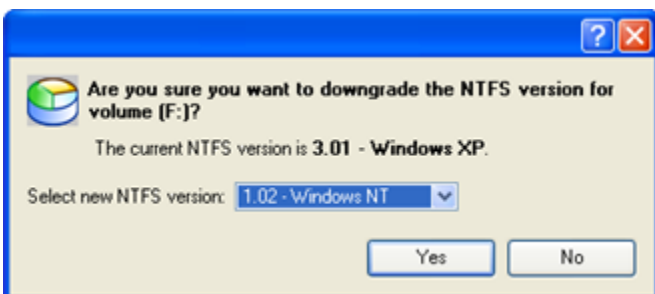 ?
Are you sure you want to downgrade the NTFS version for
volume (F:)?
The current NTFS version is 3.01 - Windows XP.
Select new NTFS version: 1.02 - Windows NT
Yes No